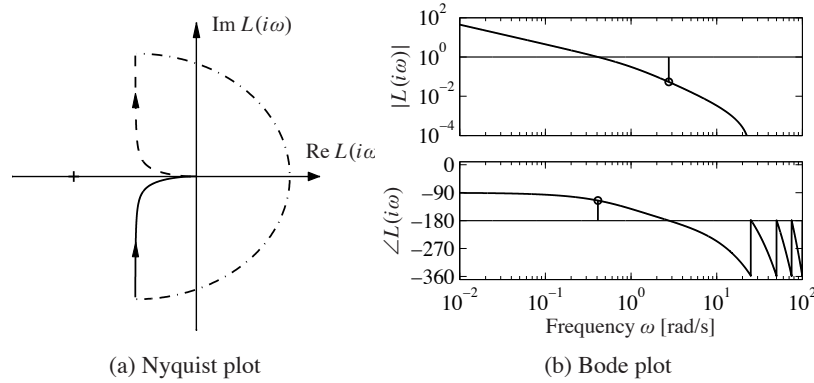 Im L(iω)
Re L(iω
(a) Nyquist plot
|L(iω)|
10^2
10^0
10^-2
10^-4
∠L(iω)
0
-90
-180
-270
-360
10^-2
10^-1
10^0
10^1
10^2
Frequency ω [rad/s]
(b) Bode plot